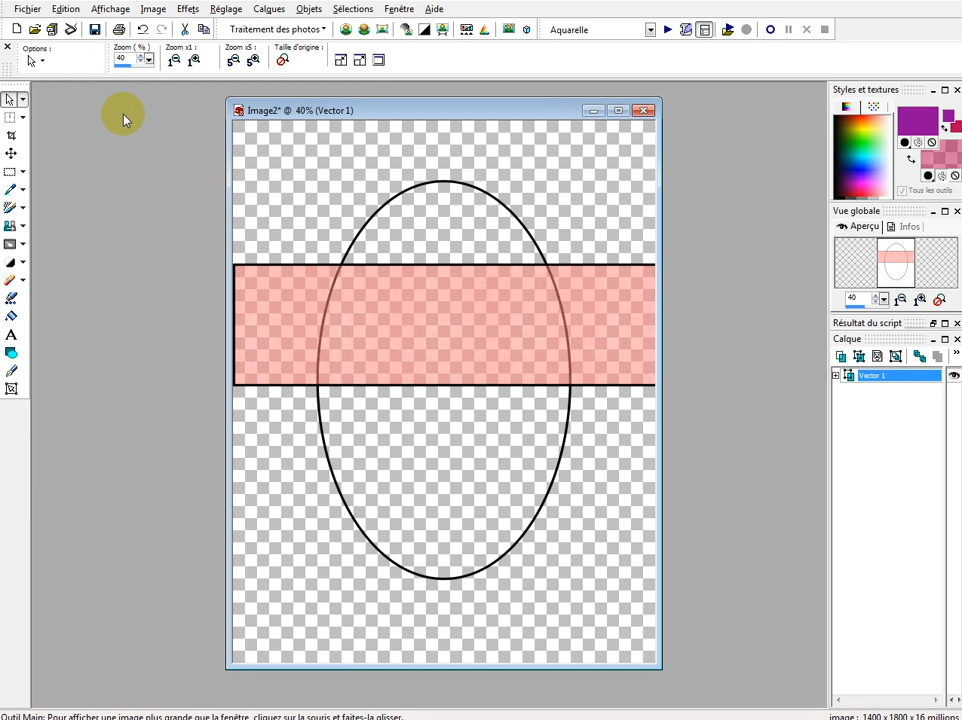 Fichier Edition Affichage Image Effets Réglage Calques Objets Sélections Fenêtre Aide
Traitement des photos Aquarelle
Options : Zoom ( % ) Zoom x1 : Zoom x5 : Taille d'origine :
40
Image2* @ 40% (Vector 1)
Styles et textures
Tous les outils
Vue globale
Aperçu Infos
40
Résultat du script
Calque
Vector 1
Outil Main: Pour afficher une image plus grande que la fenêtre, cliquez sur la souris et faites-la glisser.
image : 1400 x 1800 x 16 millions